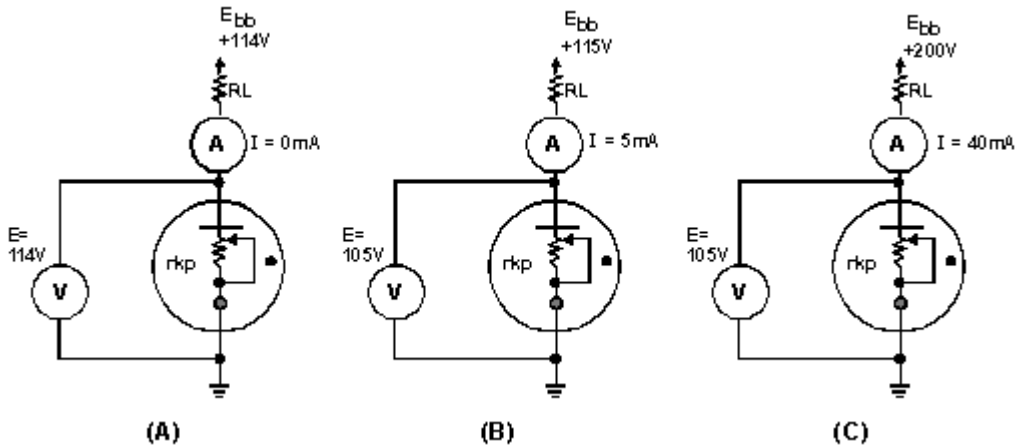 Ebb
+114V
RL
A
I = 0mA
E=
114V
V
rkp
(A)
Ebb
+115V
RL
A
I = 5mA
E=
105V
V
rkp
(B)
Ebb
+200V
RL
A
I = 40mA
E=
105V
V
rkp
(C)